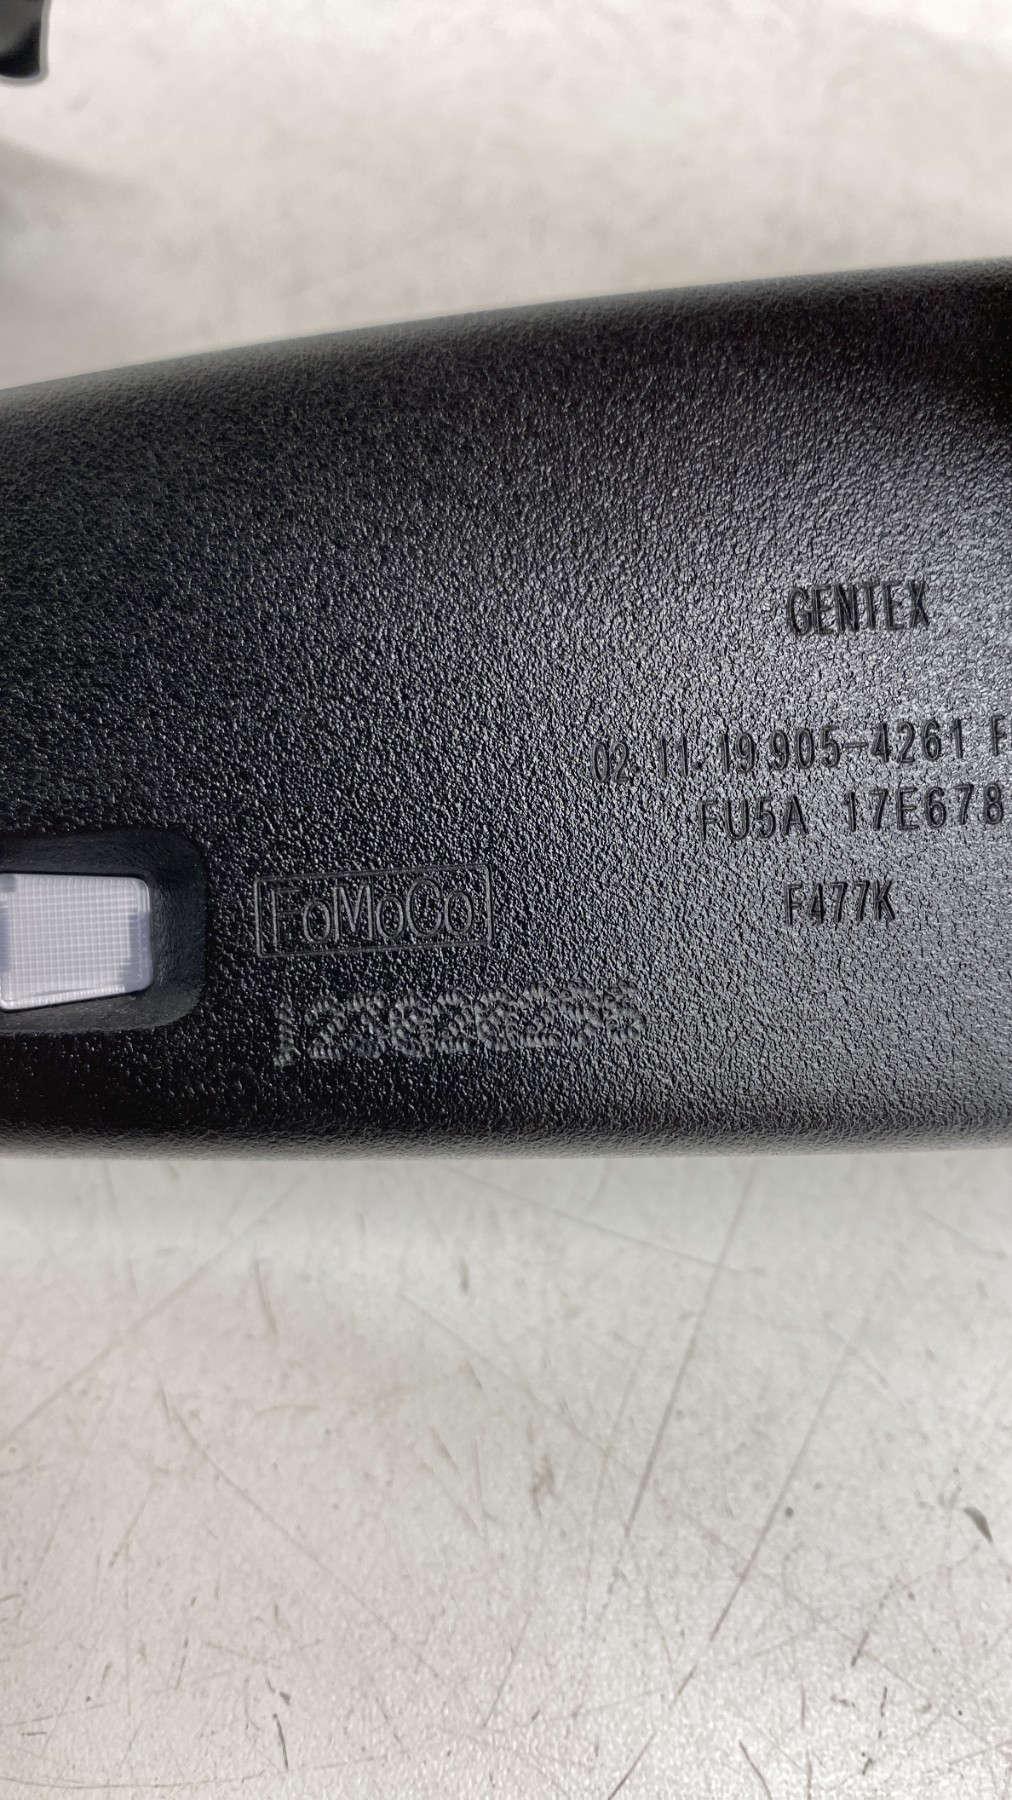 GENTEX
02.11.19 905-4261 F
FU5A 17E678
F477K
FoMoCo